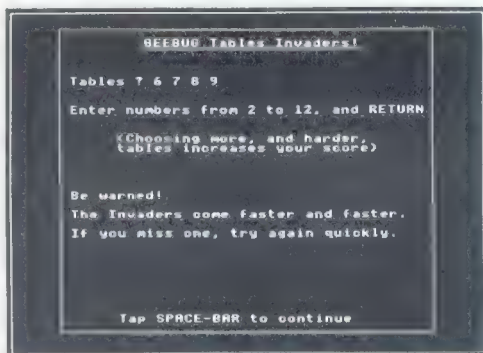 BEEBUG Tables Invaders!
Tables ? 6 7 8 9
Enter numbers from 2 to 12, and RETURN
(Choosing more, and harder,
tables increases your score)
Be warned!
The Invaders come faster and faster.
If you miss one, try again quickly.
Tap SPACE-BAR to continue